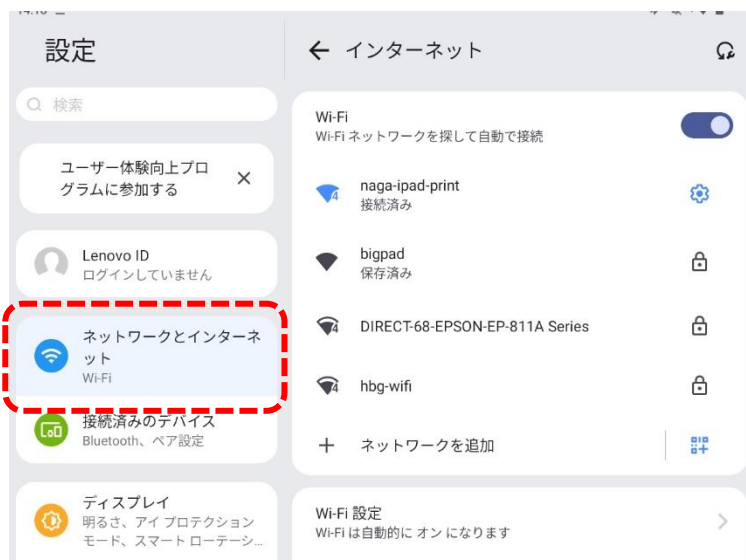 設定
検索
ユーザー体験向上プロ
グラムに参加する
Lenovo ID
ログインしていません
ネットワークとインターネ
ット
Wi-Fi
接続済みのデバイス
Bluetooth、ペア設定
ディスプレイ
明るさ、アイ プロテクション
モード、スマート ローテーシ...
インターネット
Wi-Fi
Wi-Fi ネットワークを探して自動で接続
naga-ipad-print
接続済み
bigpad
保存済み
DIRECT-68-EPSON-EP-811A Series
hbg-wifi
ネットワークを追加
Wi-Fi 設定
Wi-Fi は自動的に オン になります